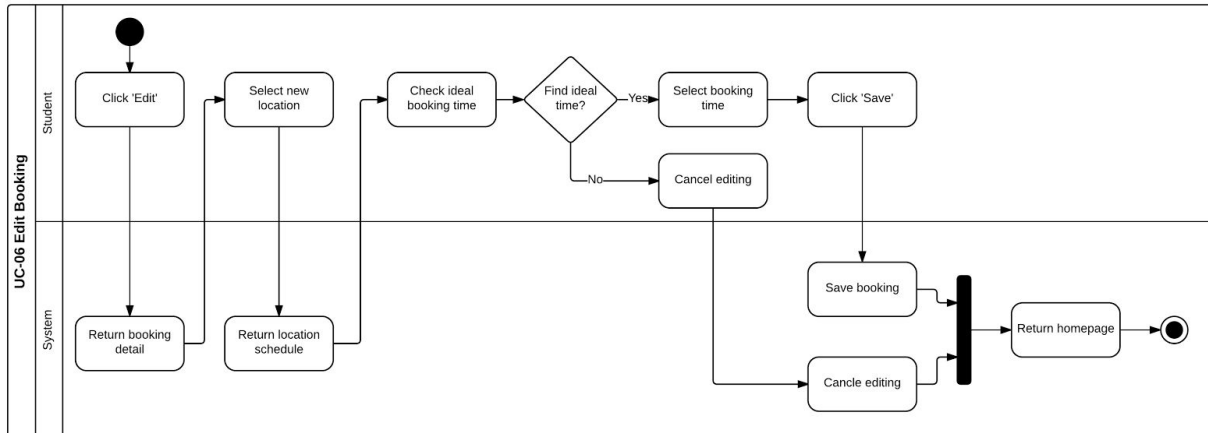 UC-06 Edit Booking
Student
Click 'Edit'
Select new
location
Check ideal
booking time
Find ideal
time?
Yes
Select booking
time
Click 'Save'
No
Cancel editing
System
Return booking
detail
Return location
schedule
Save booking
Cancle editing
Return homepage